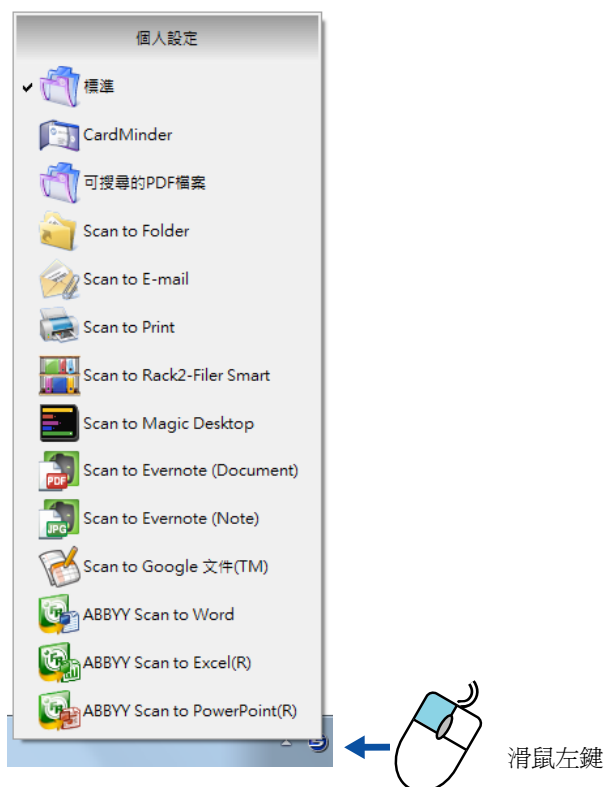 個人設定
標準
CardMinder
可搜尋的PDF檔案
Scan to Folder
Scan to E-mail
Scan to Print
Scan to Rack2-Filer Smart
Scan to Magic Desktop
Scan to Evernote (Document)
PDF
Scan to Evernote (Note)
JPG
Scan to Google 文件(TM)
ABBYY Scan to Word
ABBYY Scan to Excel(R)
ABBYY Scan to PowerPoint(R)
滑鼠左鍵